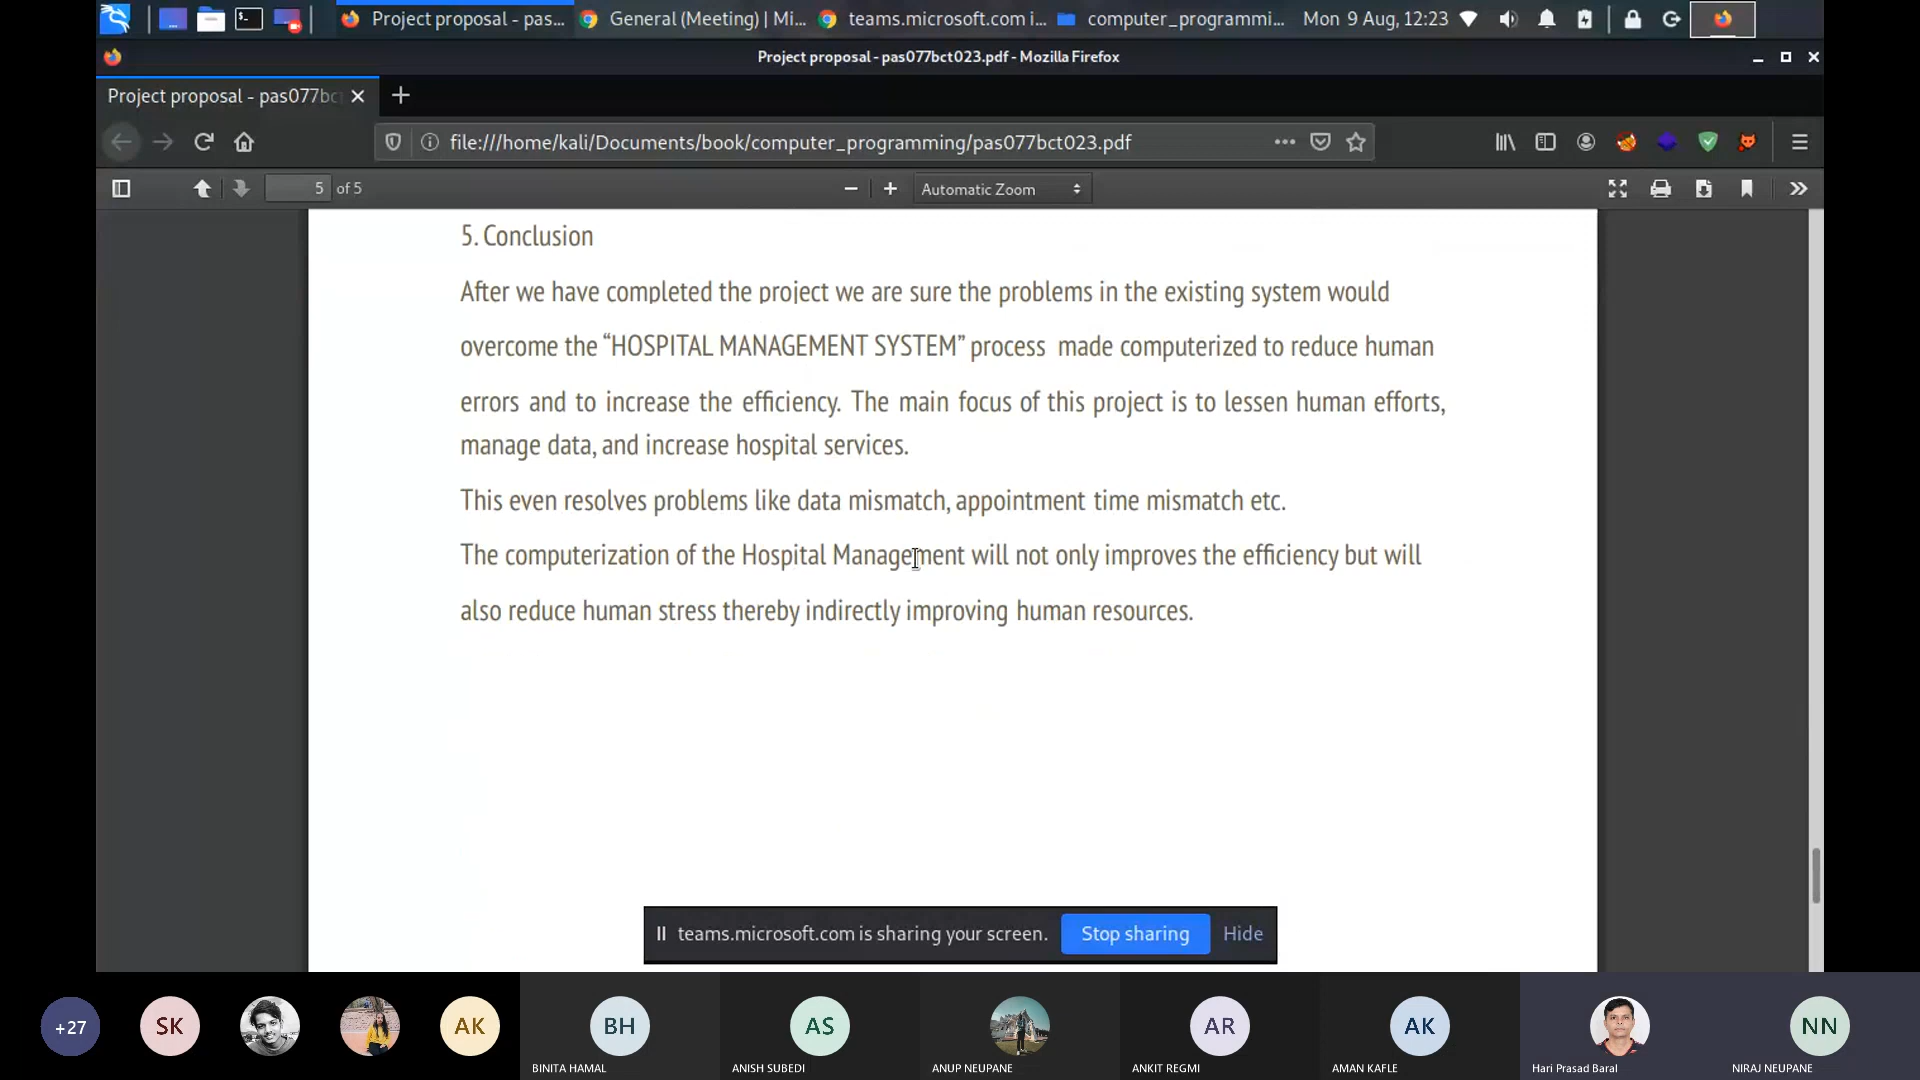 Project proposal - pas...
General (Meeting) | Mi...
teams.microsoft.com i...
computer_programmi...
Mon 9 Aug, 12:23
Project proposal - pas077bct023.pdf - Mozilla Firefox
Project proposal - pas077bc
file:///home/kali/Documents/book/computer_programming/pas077bct023.pdf
5 of 5
Automatic Zoom
5. Conclusion
After we have completed the project we are sure the problems in the existing system would
overcome the “HOSPITAL MANAGEMENT SYSTEM” process made computerized to reduce human
errors and to increase the efficiency. The main focus of this project is to lessen human efforts,
manage data, and increase hospital services.
This even resolves problems like data mismatch, appointment time mismatch etc.
The computerization of the Hospital Management will not only improves the efficiency but will
also reduce human stress thereby indirectly improving human resources.
teams.microsoft.com is sharing your screen.
Stop sharing
Hide
+27
SK
AK
BH
AS
AR
AK
NN
BINITA HAMAL
ANISH SUBEDI
ANUP NEUPANE
ANKIT REGMI
AMAN KAFLE
Hari Prasad Baral
NIRAJ NEUPANE